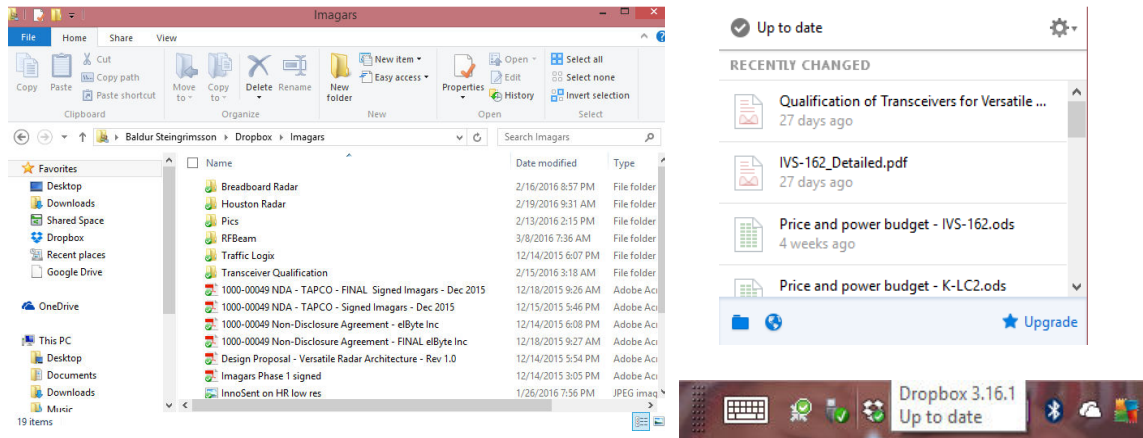 Imagars
File Home Share View
Copy
Paste
Cut
Copy path
Paste shortcut
Clipboard
Move to
Copy to
Delete
Rename
Organize
New folder
New item
Easy access
New
Properties
Open
Edit
History
Open
Select all
Select none
Invert selection
Select
Baldur Steingrimsson Dropbox Imagars
Search Imagars
Favorites
Desktop
Downloads
Shared Space
Dropbox
Recent places
Google Drive
OneDrive
This PC
Desktop
Documents
Downloads
Music
Name Date modified Type
Breadboard Radar 2/16/2016 8:57 PM File folder
Houston Radar 2/19/2016 9:31 AM File folder
Pics 2/13/2016 2:15 PM File folder
RFBeam 3/8/2016 7:36 AM File folder
Traffic Logix 12/14/2015 6:07 PM File folder
Transceiver Qualification 2/15/2016 3:18 AM File folder
1000-00049 NDA - TAPCO - FINAL Signed Imagars - Dec 2015 12/18/2015 9:26 AM Adobe Acr
1000-00049 NDA - TAPCO - Signed Imagars - Dec 2015 12/15/2015 5:46 PM Adobe Acr
1000-00049 Non-Disclosure Agreement - elByte Inc 12/14/2015 6:08 PM Adobe Acr
1000-00049 Non-Disclosure Agreement - FINAL elByte Inc 12/18/2015 9:27 AM Adobe Acr
Design Proposal - Versatile Radar Architecture - Rev 1.0 12/14/2015 5:54 PM Adobe Acr
Imagars Phase 1 signed 12/14/2015 3:05 PM Adobe Acr
InnoSent on HR low res 1/26/2016 7:56 PM JPEG imag
19 items
Up to date
RECENTLY CHANGED
Qualification of Transceivers for Versatile ...
27 days ago
IVS-162_Detailed.pdf
27 days ago
Price and power budget - IVS-162.ods
4 weeks ago
Price and power budget - K-LC2.ods
Upgrade
Dropbox 3.16.1
Up to date